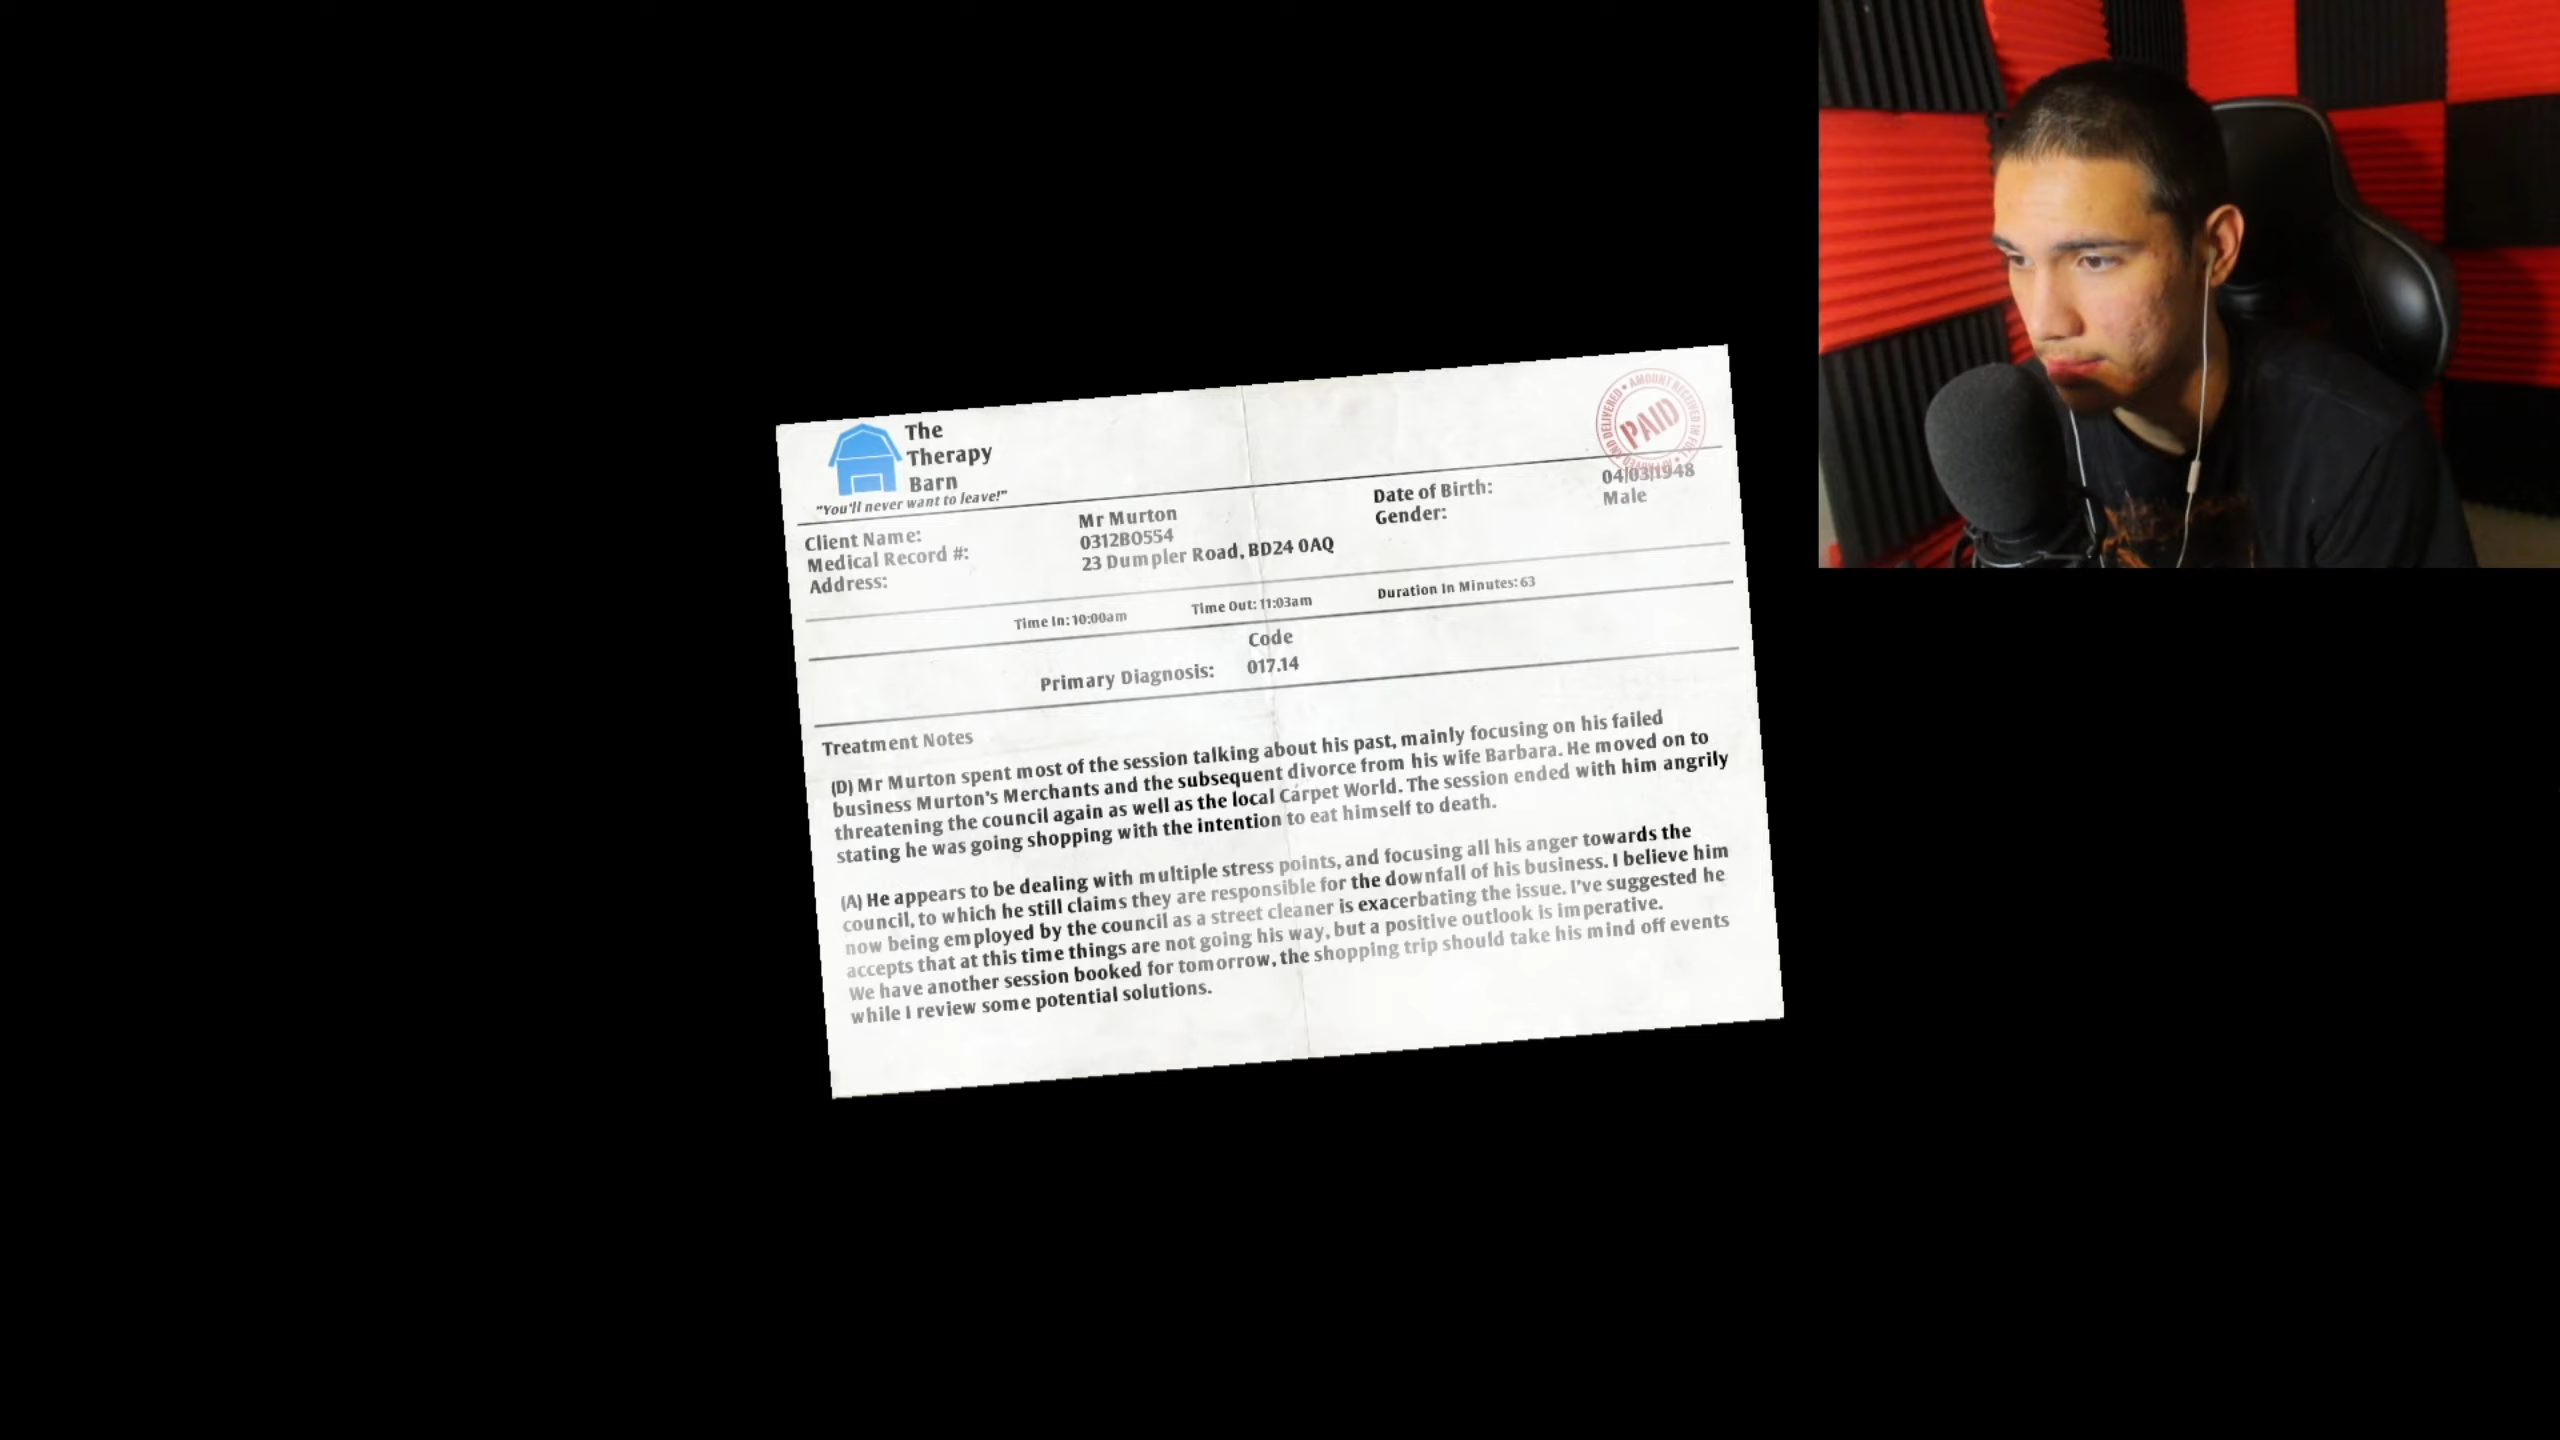 The
Therapy
Barn
"You'll never want to leave!"
AMOUNT RECEIVED IN FULL • APPROVED AND DELIVERED •
PAID
Client Name: Mr Murton
Medical Record #: 0312BO554
Address: 23 Dumpler Road, BD24 0AQ
Date of Birth: 04/03/1948
Gender: Male
Time In: 10:00am Time Out: 11:03am Duration In Minutes: 63
Code
Primary Diagnosis: 017.14
Treatment Notes
(D) Mr Murton spent most of the session talking about his past, mainly focusing on his failed
business Murton's Merchants and the subsequent divorce from his wife Barbara. He moved on to
threatening the council again as well as the local Carpet World. The session ended with him angrily
stating he was going shopping with the intention to eat himself to death.
(A) He appears to be dealing with multiple stress points, and focusing all his anger towards the
council, to which he still claims they are responsible for the downfall of his business. I believe him
now being employed by the council as a street cleaner is exacerbating the issue. I've suggested he
accepts that at this time things are not going his way, but a positive outlook is imperative.
We have another session booked for tomorrow, the shopping trip should take his mind off events
while I review some potential solutions.